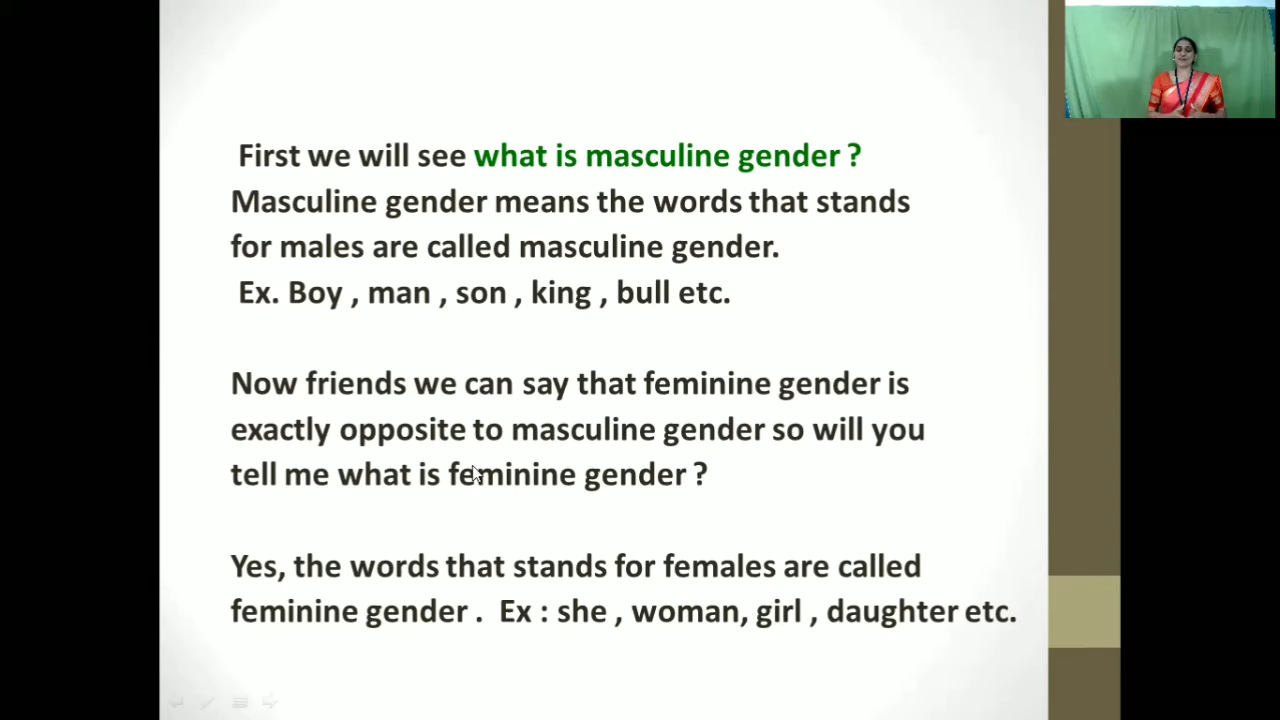 First we will see what is masculine gender ?
Masculine gender means the words that stands
for males are called masculine gender.
Ex. Boy , man , son , king , bull etc.
Now friends we can say that feminine gender is
exactly opposite to masculine gender so will you
tell me what is feminine gender ?
Yes, the words that stands for females are called
feminine gender .  Ex : she , woman, girl , daughter etc.